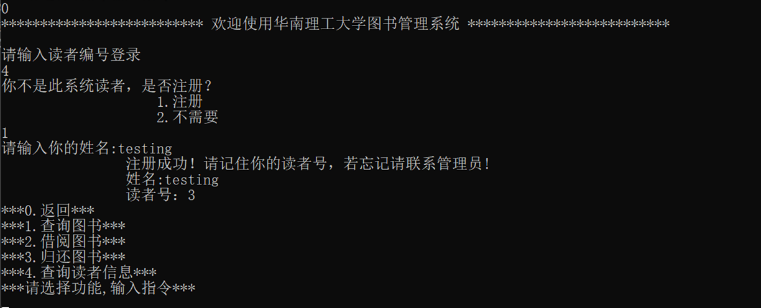 0
************************** 欢迎使用华南理工大学图书管理系统 **************************
请输入读者编号登录
4
你不是此系统读者，是否注册？
1.注册
2.不需要
1
请输入你的姓名:testing
注册成功! 请记住你的读者号，若忘记请联系管理员!
姓名:testing
读者号：3
***0.返回***
***1.查询图书***
***2.借阅图书***
***3.归还图书***
***4.查询读者信息***
***请选择功能,输入指令***